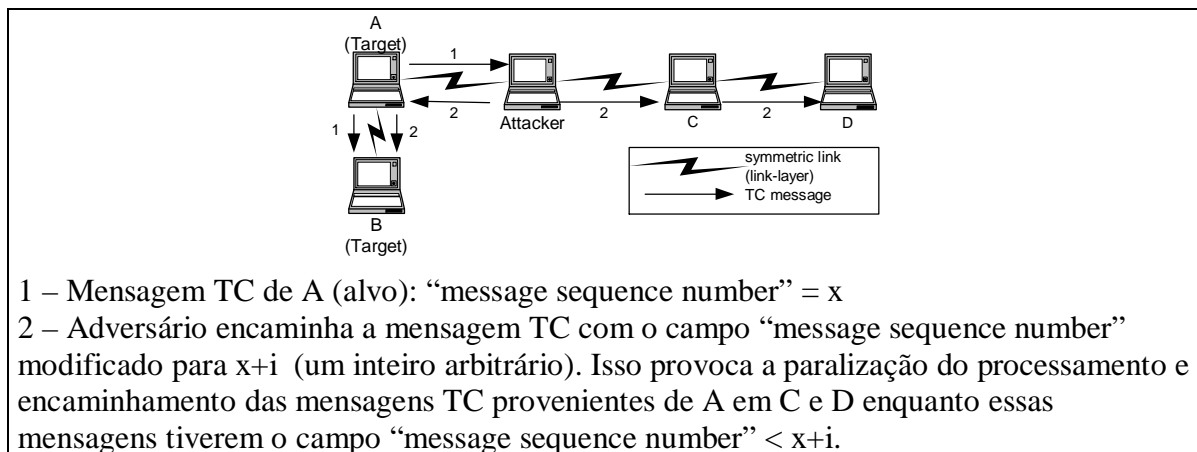 A
(Target)
1
2
2
Attacker
C
2
D
1
2
B
(Target)
symmetric link
(link-layer)
TC message
1 – Mensagem TC de A (alvo): “message sequence number” = x
2 – Adversário encaminha a mensagem TC com o campo “message sequence number”
modificado para x+i  (um inteiro arbitrário). Isso provoca a paralização do processamento e
encaminhamento das mensagens TC provenientes de A em C e D enquanto essas
mensagens tiverem o campo “message sequence number” < x+i.